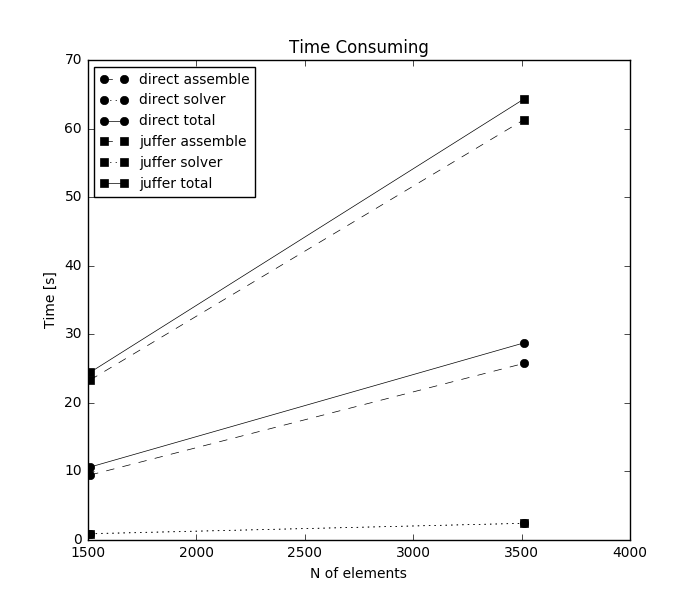 Time Consuming
70
60
50
40
30
20
10
0
Time [s]
direct assemble
direct solver
direct total
juffer assemble
juffer solver
juffer total
1500 2000 2500 3000 3500 4000
N of elements